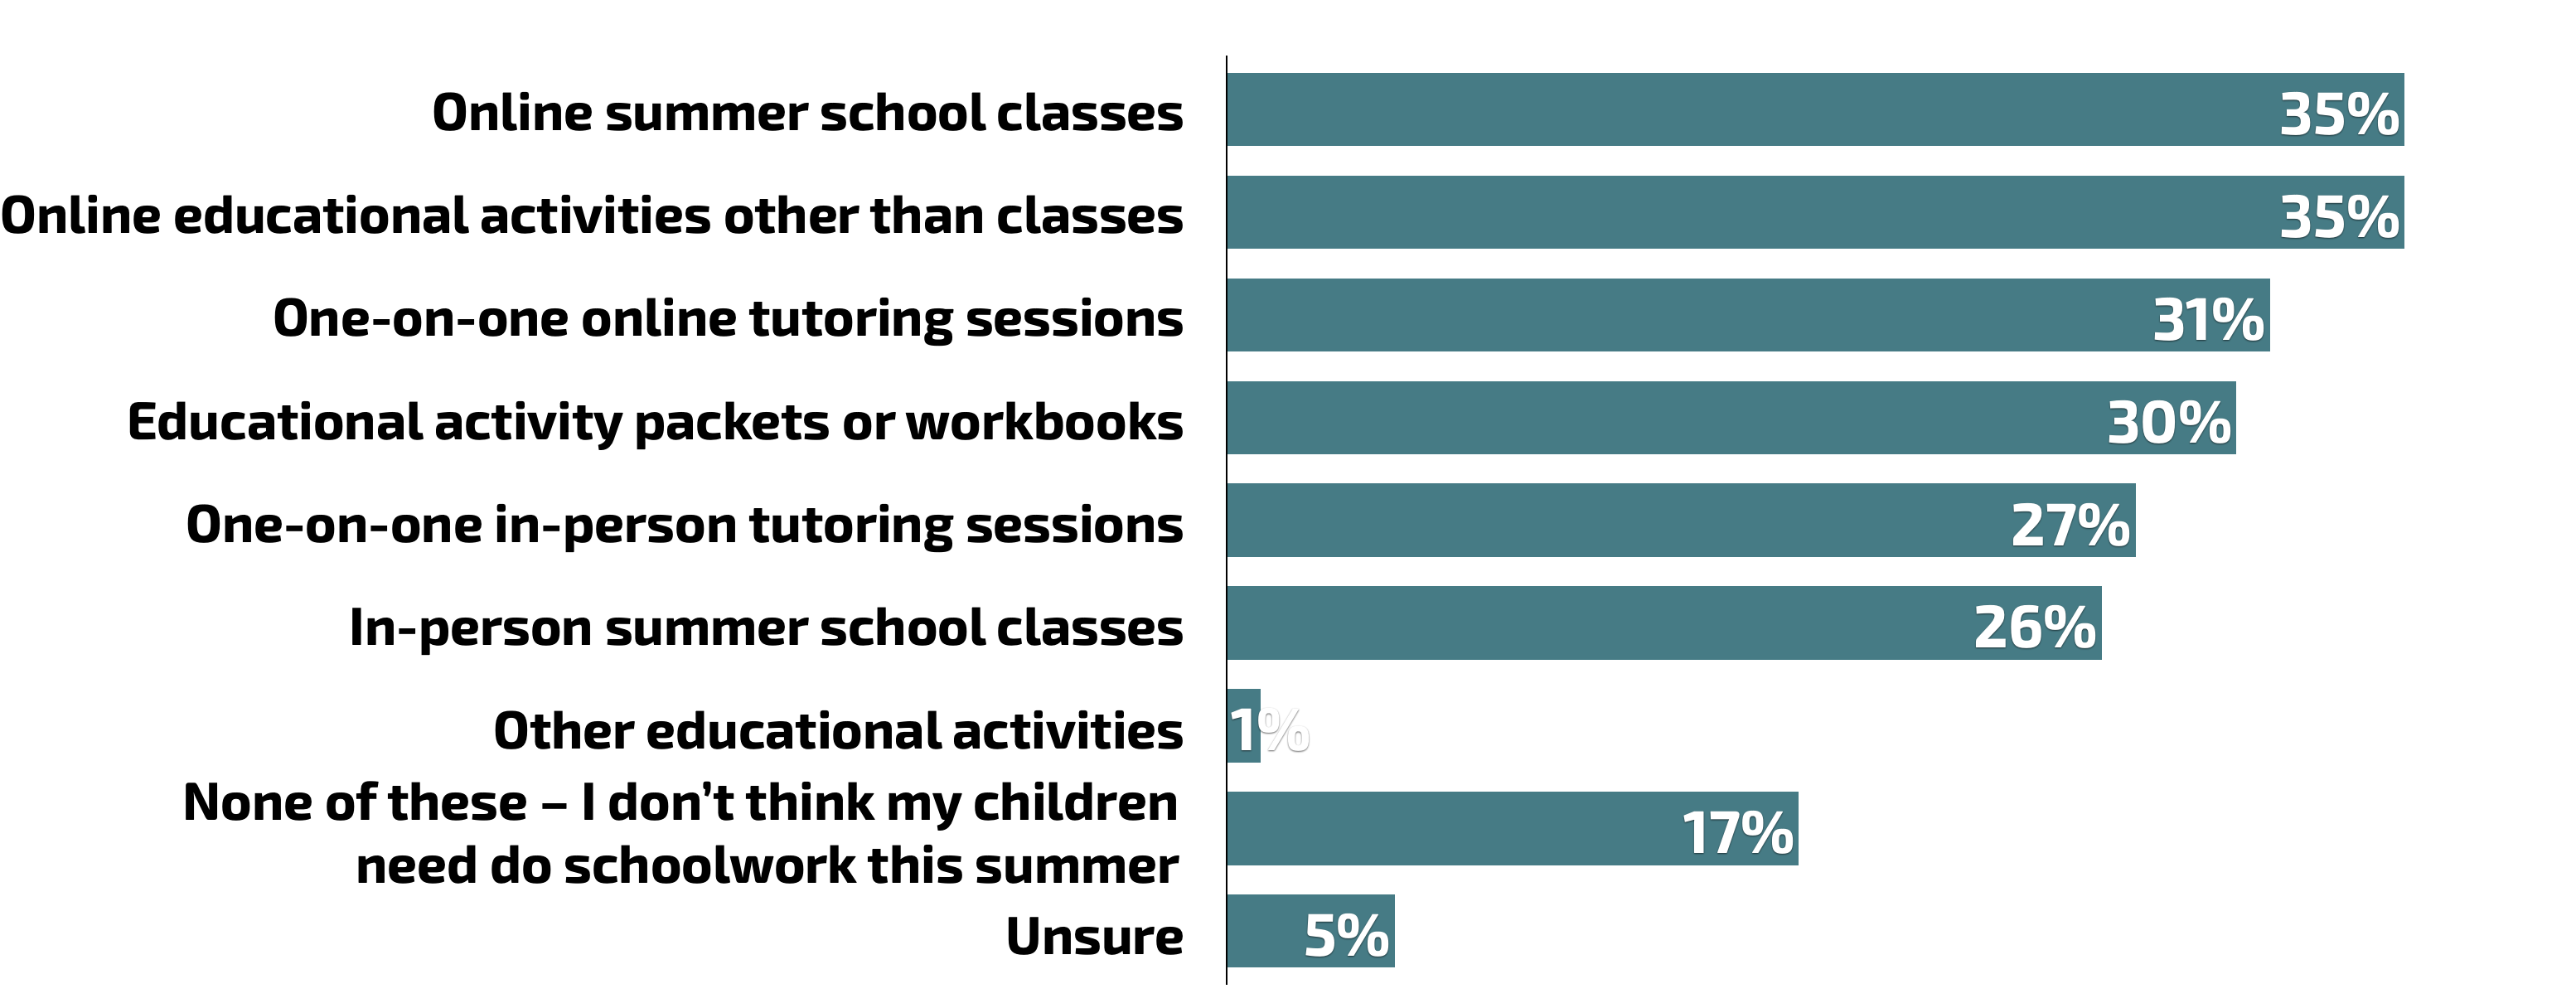 Online summer school classes 35%
Online educational activities other than classes 35%
One-on-one online tutoring sessions 31%
Educational activity packets or workbooks 30%
One-on-one in-person tutoring sessions 27%
In-person summer school classes 26%
Other educational activities 1%
None of these – I don’t think my children
need do schoolwork this summer 17%
Unsure 5%